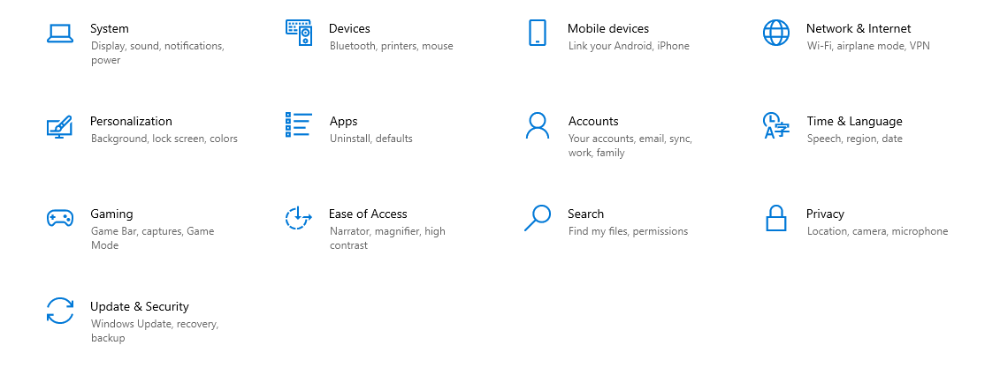 System
Display, sound, notifications,
power
Devices
Bluetooth, printers, mouse
Mobile devices
Link your Android, iPhone
Network & Internet
Wi-Fi, airplane mode, VPN
Personalization
Background, lock screen, colors
Apps
Uninstall, defaults
Accounts
Your accounts, email, sync,
work, family
Time & Language
Speech, region, date
Gaming
Game Bar, captures, Game
Mode
Ease of Access
Narrator, magnifier, high
contrast
Search
Find my files, permissions
Privacy
Location, camera, microphone
Update & Security
Windows Update, recovery,
backup